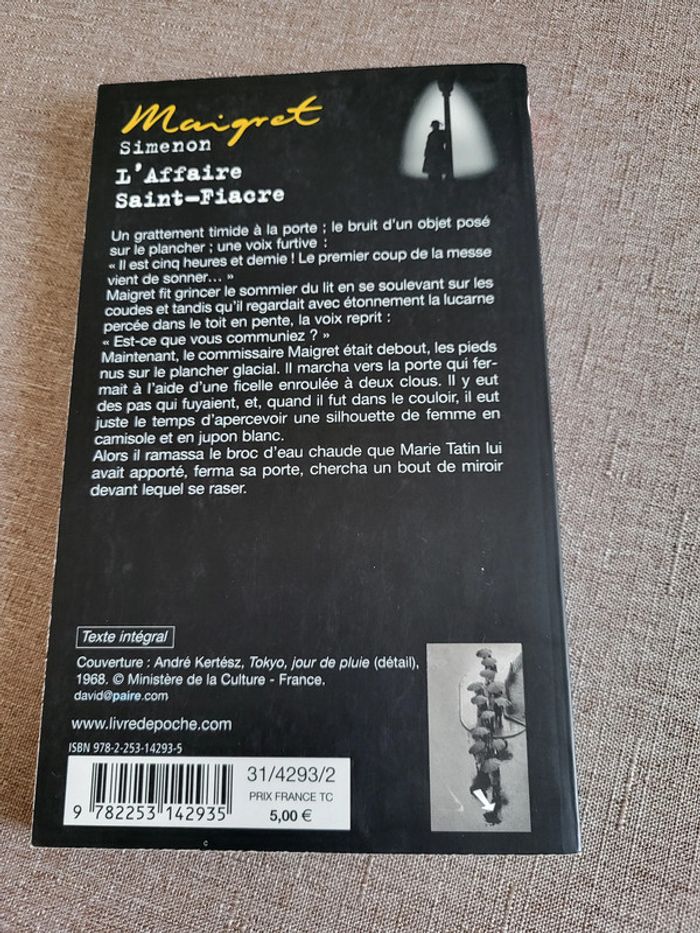 Maigret
Simenon
L'Affaire
Saint-Fiacre
Un grattement timide à la porte ; le bruit d'un objet posé
sur le plancher ; une voix furtive :
« Il est cinq heures et demie ! Le premier coup de la messe
vient de sonner... »
Maigret fit grincer le sommier du lit en se soulevant sur les
coudes et tandis qu'il regardait avec étonnement la lucarne
percée dans le toit en pente, la voix reprit :
« Est-ce que vous communiez ? »
Maintenant, le commissaire Maigret était debout, les pieds
nus sur le plancher glacial. Il marcha vers la porte qui fer-
mait à l'aide d'une ficelle enroulée à deux clous. Il y eut
des pas qui fuyaient, et, quand il fut dans le couloir, il eut
juste le temps d'apercevoir une silhouette de femme en
camisole et en jupon blanc.
Alors il ramassa le broc d'eau chaude que Marie Tatin lui
avait apporté, ferma sa porte, chercha un bout de miroir
devant lequel se raser.
Texte intégral
Couverture : André Kertész, Tokyo, jour de pluie (détail),
1968. © Ministère de la Culture - France.
david@paire.com
www.livredepoche.com
ISBN 978-2-253-14293-5
31/4293/2
PRIX FRANCE TC
5,00 €
9 782253 142935